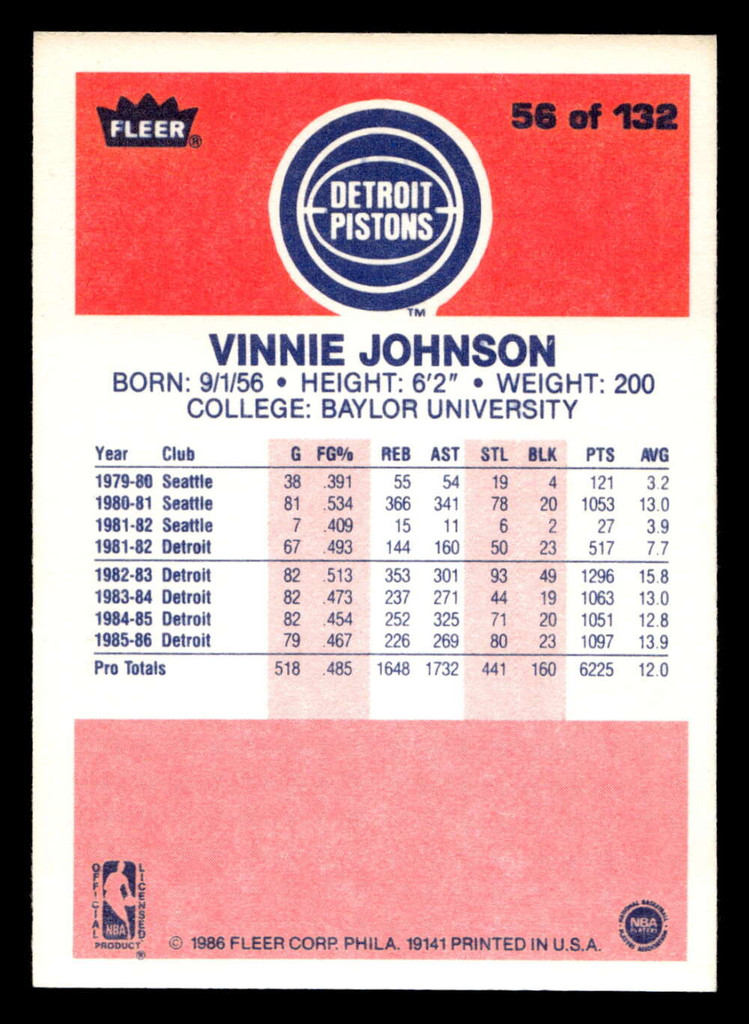 FLEER®
56 of 132
DETROIT
PISTONS
TM
VINNIE JOHNSON
BORN: 9/1/56 • HEIGHT: 6'2" • WEIGHT: 200
COLLEGE: BAYLOR UNIVERSITY
Year Club G FG% REB AST STL BLK PTS AVG
1979-80 Seattle 38 .391 55 54 19 4 121 3.2
1980-81 Seattle 81 .534 366 341 78 20 1053 13.0
1981-82 Seattle 7 .409 15 11 6 2 27 3.9
1981-82 Detroit 67 .493 144 160 50 23 517 7.7
1982-83 Detroit 82 .513 353 301 93 49 1296 15.8
1983-84 Detroit 82 .473 237 271 44 19 1063 13.0
1984-85 Detroit 82 .454 252 325 71 20 1051 12.8
1985-86 Detroit 79 .467 226 269 80 23 1097 13.9
Pro Totals 518 .485 1648 1732 441 160 6225 12.0
OFFICIAL
LICENSED
NBA
PRODUCT
®
© 1986 FLEER CORP. PHILA. 19141 PRINTED IN U.S.A.
NATIONAL BASKETBALL
NBA
PLAYERS
PLAYERS ASSOCIATION